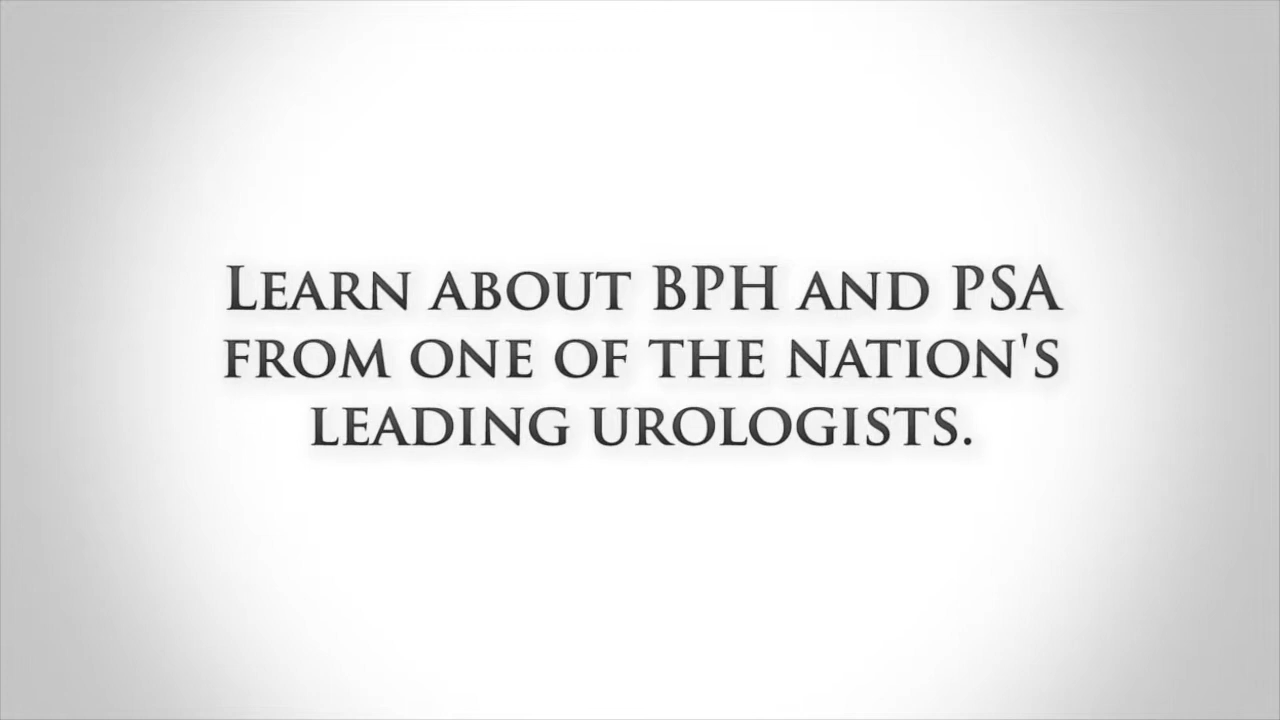 Learn about BPH and PSA
from one of the nation's
leading urologists.